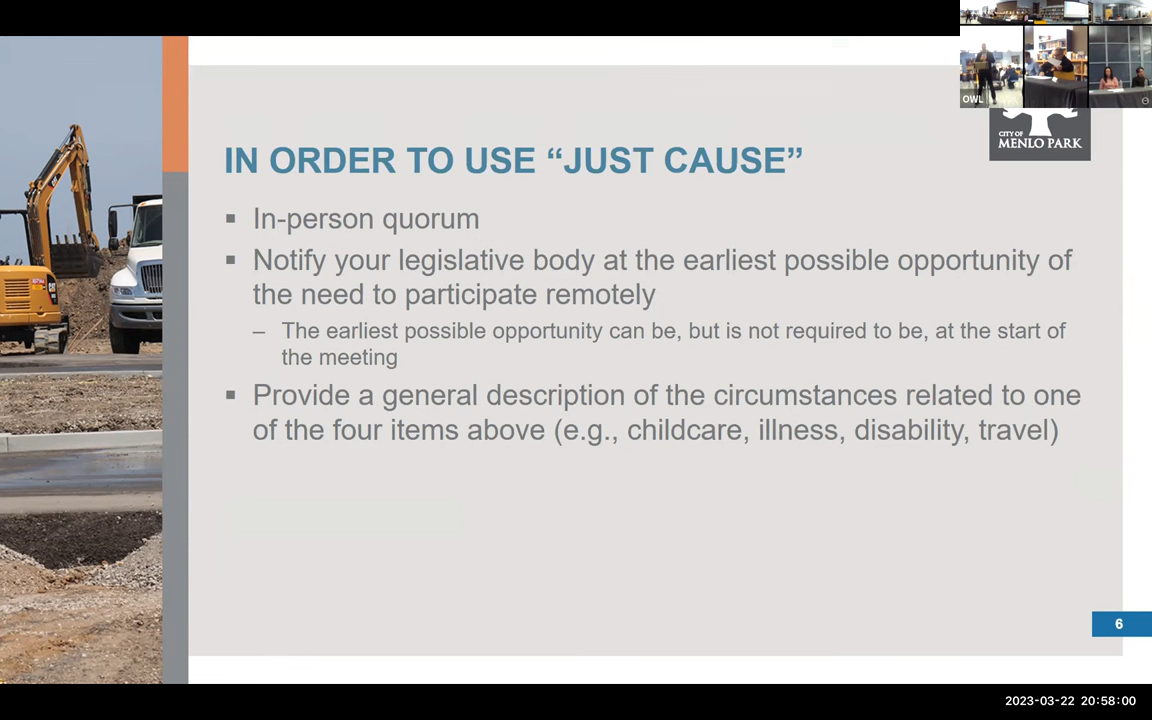 OWL
CITY OF
MENLO PARK
IN ORDER TO USE “JUST CAUSE”
▪ In-person quorum
▪ Notify your legislative body at the earliest possible opportunity of
the need to participate remotely
– The earliest possible opportunity can be, but is not required to be, at the start of
the meeting
▪ Provide a general description of the circumstances related to one
of the four items above (e.g., childcare, illness, disability, travel)
6
2023-03-22 20:58:00